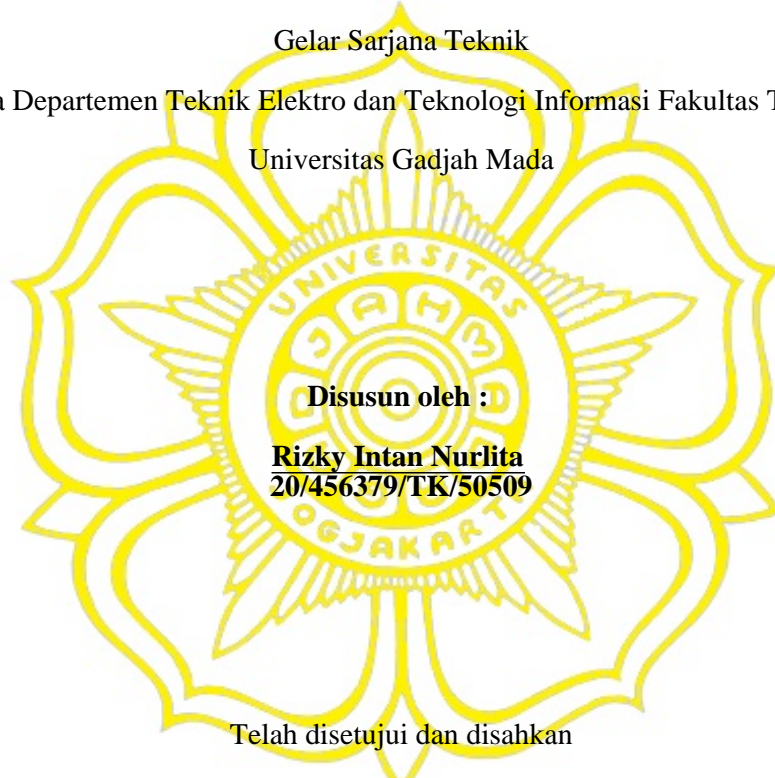 Gelar Sarjana Teknik
Departemen Teknik Elektro dan Teknologi Informasi Fakultas
Universitas Gadjah Mada
UNIVERSITAS
Disusun oleh :
Rizky Intan Nurlita
20/456379/TK/50509
Telah disetujui dan disahkan